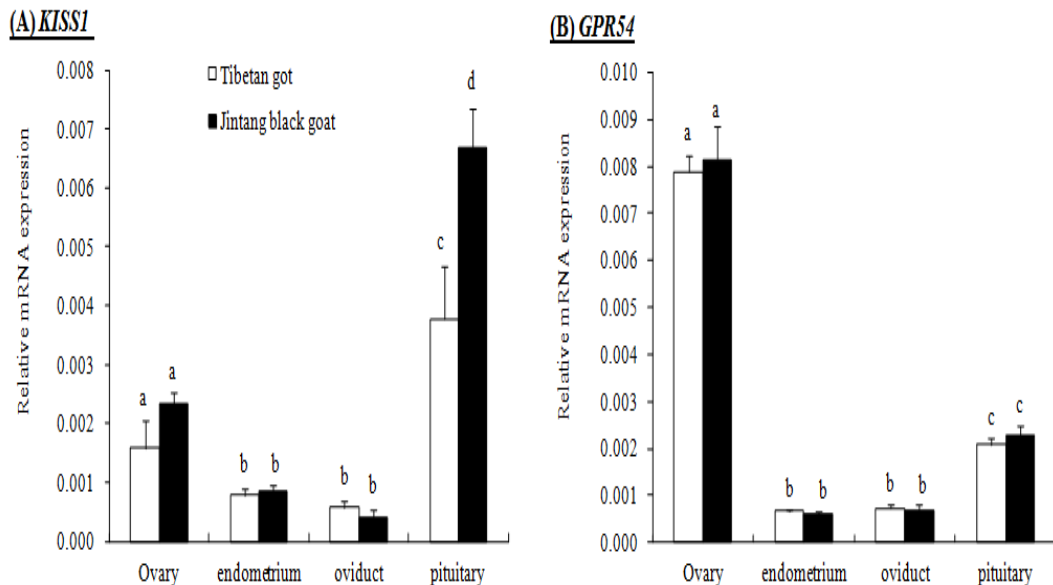 (A) KISS1
Relative mRNA expression
0.008
0.007
0.006
0.005
0.004
0.003
0.002
0.001
0.000
Tibetan got
Jintang black goat
a
a
b
b
b
b
c
d
Ovary
endometrium
oviduct
pituitary
(B) GPR54
Relative mRNA expression
0.010
0.009
0.008
0.007
0.006
0.005
0.004
0.003
0.002
0.001
0.000
a
a
b
b
b
b
c
c
Ovary
endometrium
oviduct
pituitary